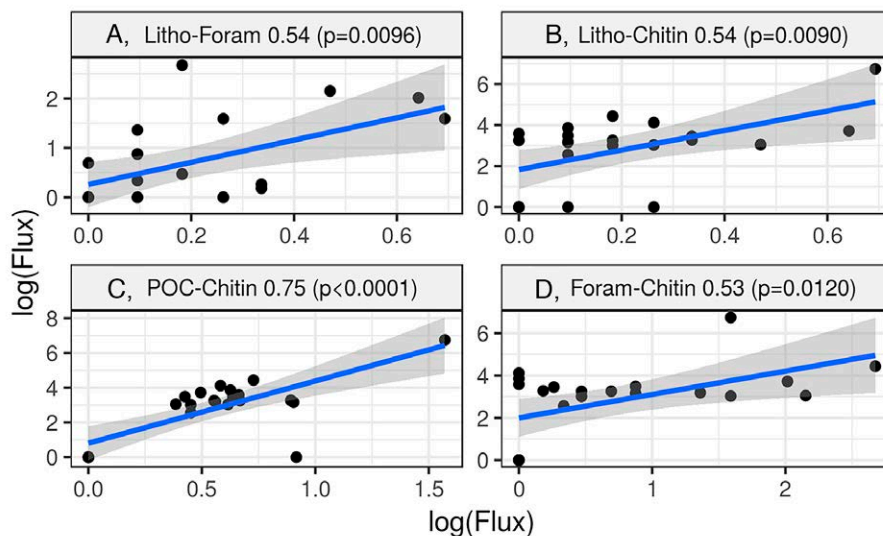 A, Litho-Foram 0.54 (p=0.0096)
B, Litho-Chitin 0.54 (p=0.0090)
2
1
0
0.0 0.2 0.4 0.6
6
4
2
0
0.0 0.2 0.4 0.6
log(Flux)
C, POC-Chitin 0.75 (p<0.0001)
D, Foram-Chitin 0.53 (p=0.0120)
8
6
4
2
0
0.0 0.5 1.0 1.5
6
4
2
0
0 1 2
log(Flux)